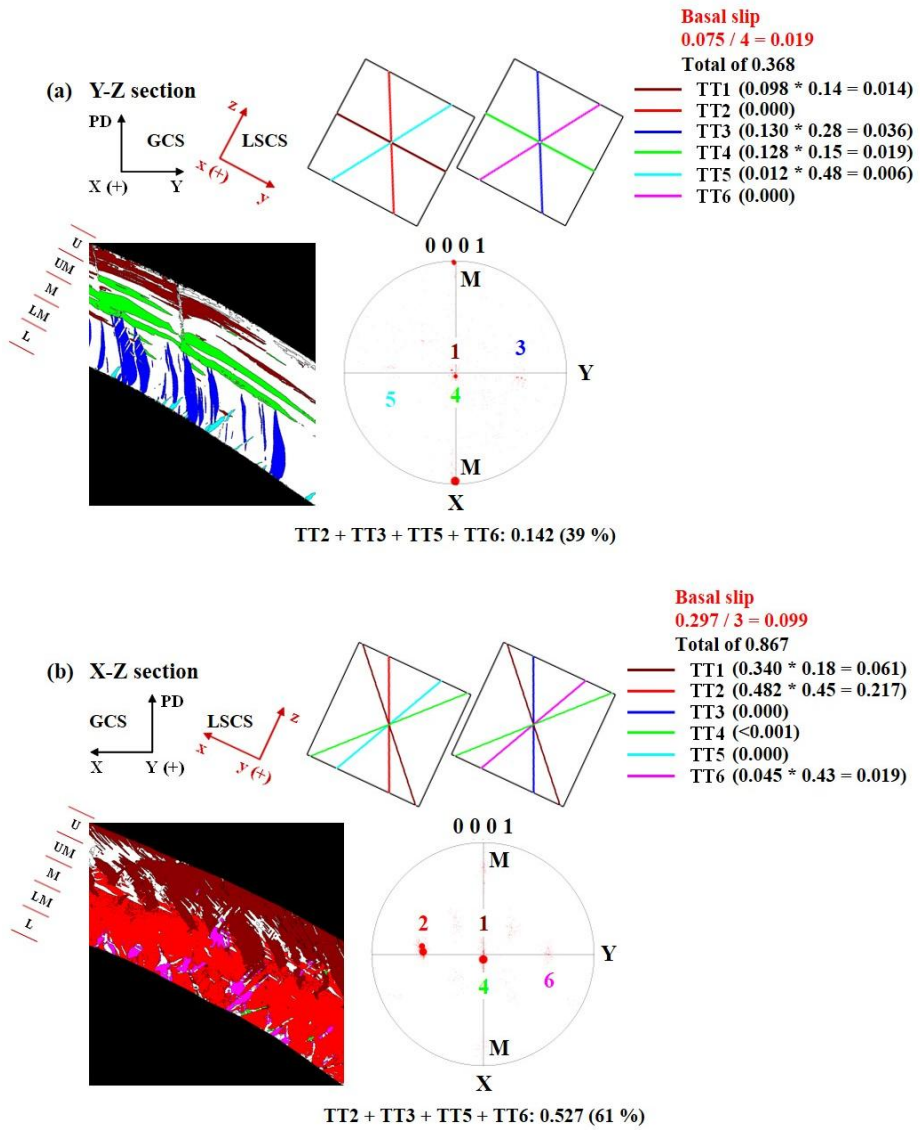 Basal slip
0.075 / 4 = 0.019
Total of 0.368
(a) Y-Z section
TT1 (0.098 * 0.14 = 0.014)
TT2 (0.000)
TT3 (0.130 * 0.28 = 0.036)
TT4 (0.128 * 0.15 = 0.019)
TT5 (0.012 * 0.48 = 0.006)
TT6 (0.000)
PD
GCS
X (+)
Y
z
LSCS
x (+)
y
U
UM
M
LM
L
0 0 0 1
M
1
3
Y
5
4
M
X
TT2 + TT3 + TT5 + TT6: 0.142 (39 %)
Basal slip
0.297 / 3 = 0.099
Total of 0.867
(b) X-Z section
TT1 (0.340 * 0.18 = 0.061)
TT2 (0.482 * 0.45 = 0.217)
TT3 (0.000)
TT4 (<0.001)
TT5 (0.000)
TT6 (0.045 * 0.43 = 0.019)
PD
GCS
X
Y (+)
LSCS
z
x
y (+)
U
UM
M
LM
L
0 0 0 1
M
2
1
Y
4
6
M
X
TT2 + TT3 + TT5 + TT6: 0.527 (61 %)